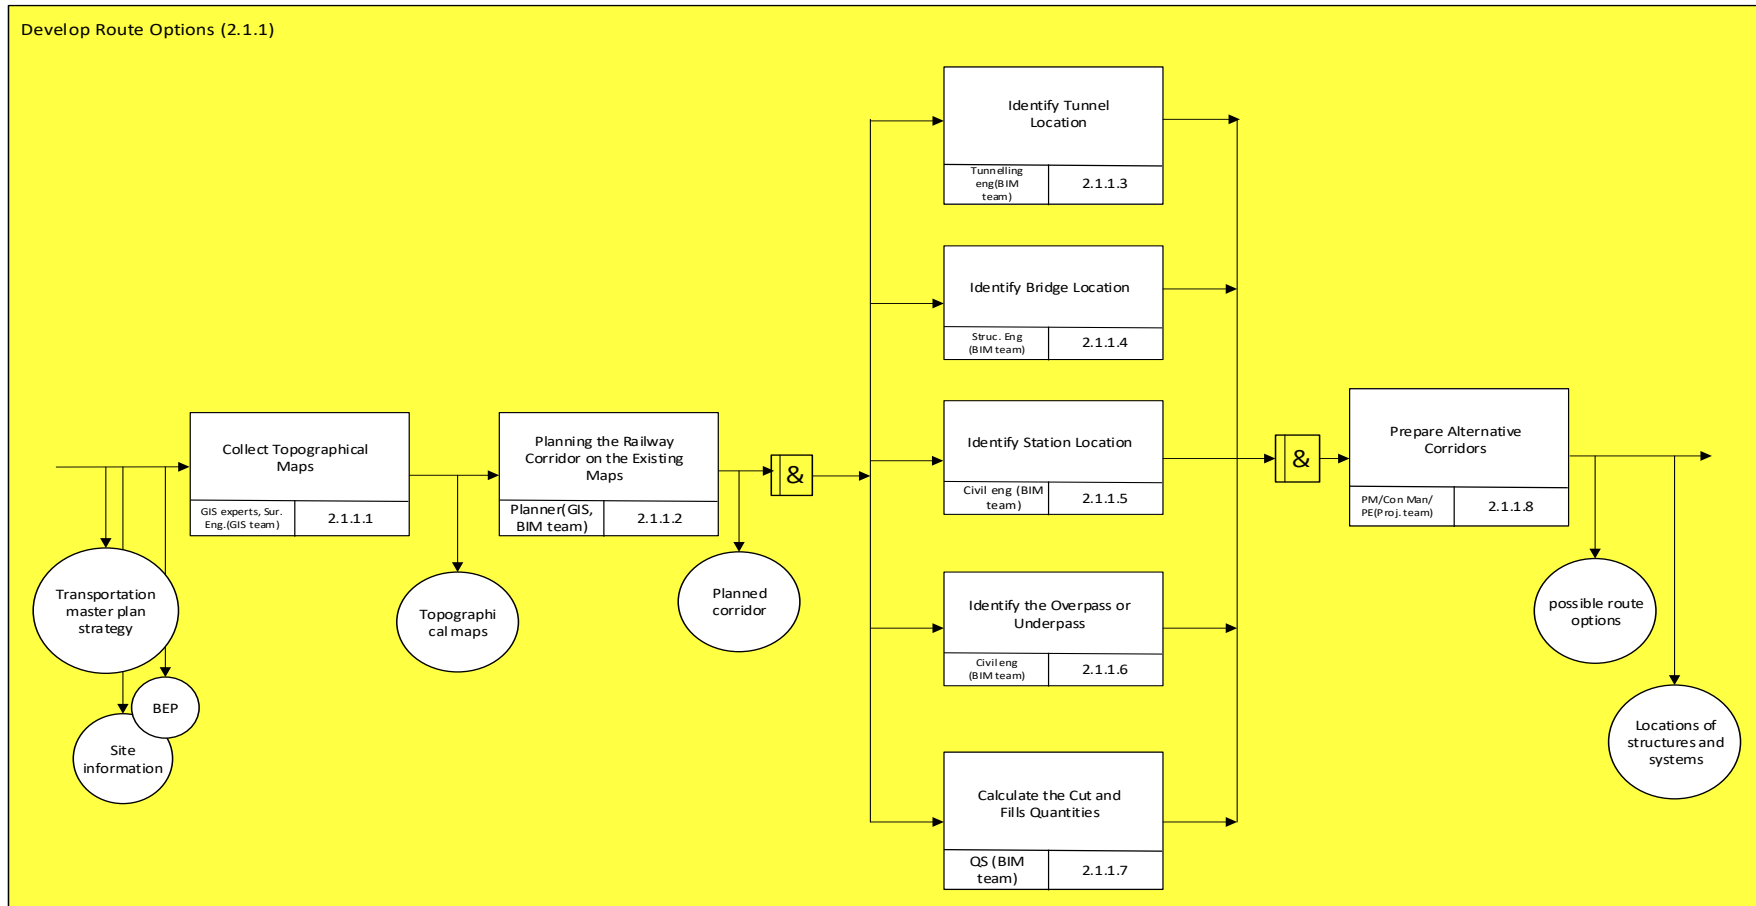 Develop Route Options (2.1.1)
Identify Tunnel
Location
Tunnelling
eng(BIM
team)
2.1.1.3
Identify Bridge Location
Struc. Eng
(BIM team)
2.1.1.4
Collect Topographical
Maps
GIS experts, Sur.
Eng.(GIS team)
2.1.1.1
Planning the Railway
Corridor on the Existing
Maps
Planner(GIS,
BIM team)
2.1.1.2
&
Identify Station Location
Civil eng (BIM
team)
2.1.1.5
&
Prepare Alternative
Corridors
PM/Con Man/
PE(Proj. team)
2.1.1.8
Transportation
master plan
strategy
BEP
Site
information
Topographi
cal maps
Planned
corridor
Identify the Overpass or
Underpass
Civil eng
(BIM team)
2.1.1.6
possible route
options
Locations of
structures and
systems
Calculate the Cut and
Fills Quantities
QS (BIM
team)
2.1.1.7